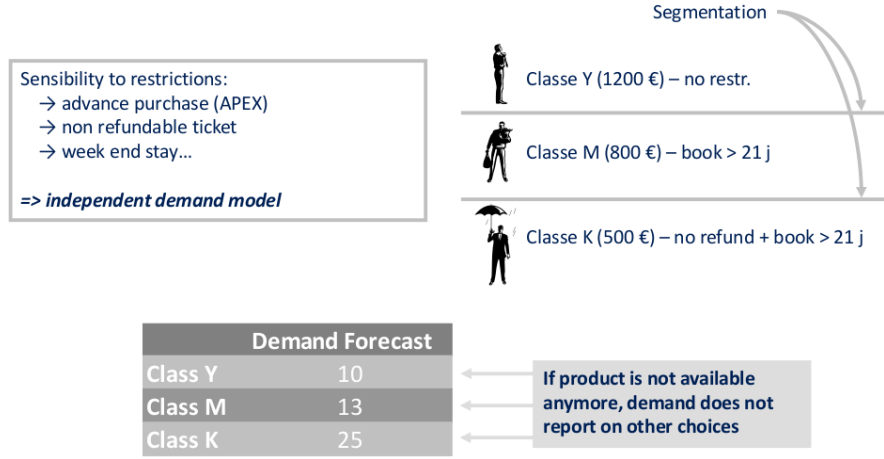 Segmentation
Sensibility to restrictions:
→ advance purchase (APEX)
→ non refundable ticket
→ week end stay...
=> independent demand model
Classe Y (1200 €) – no restr.
Classe M (800 €) – book > 21 j
Classe K (500 €) – no refund + book > 21 j
Demand Forecast
Class Y 10
Class M 13
Class K 25
If product is not available
anymore, demand does not
report on other choices